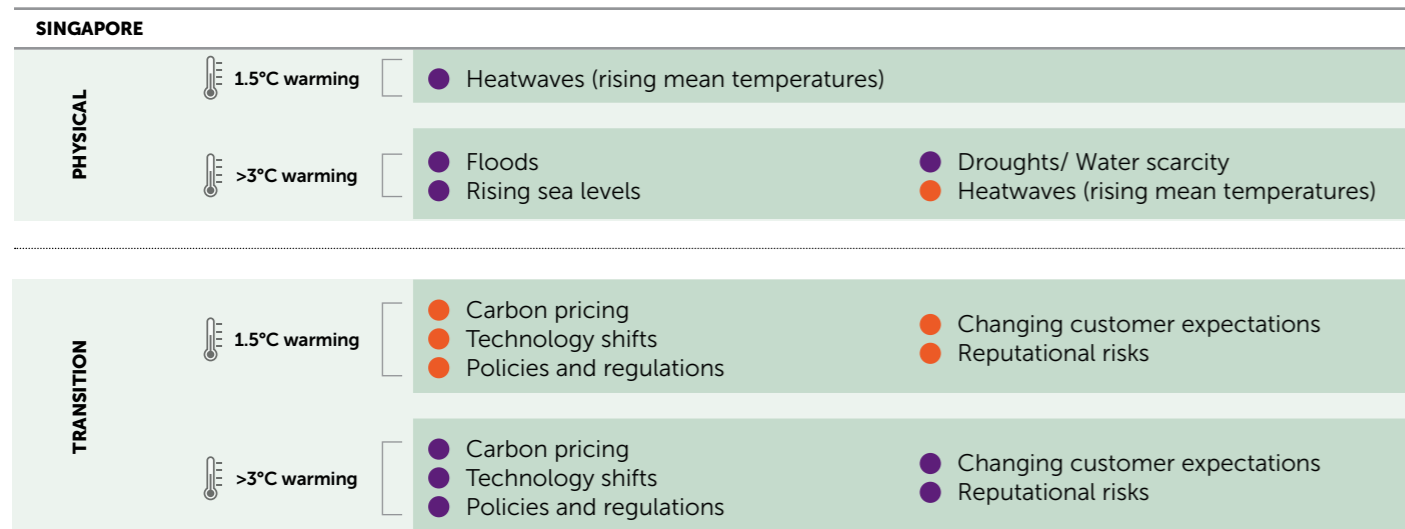 SINGAPORE
PHYSICAL
1.5°C warming
Heatwaves (rising mean temperatures)
>3°C warming
Floods
Rising sea levels
Droughts/ Water scarcity
Heatwaves (rising mean temperatures)
TRANSITION
1.5°C warming
Carbon pricing
Technology shifts
Policies and regulations
Changing customer expectations
Reputational risks
>3°C warming
Carbon pricing
Technology shifts
Policies and regulations
Changing customer expectations
Reputational risks